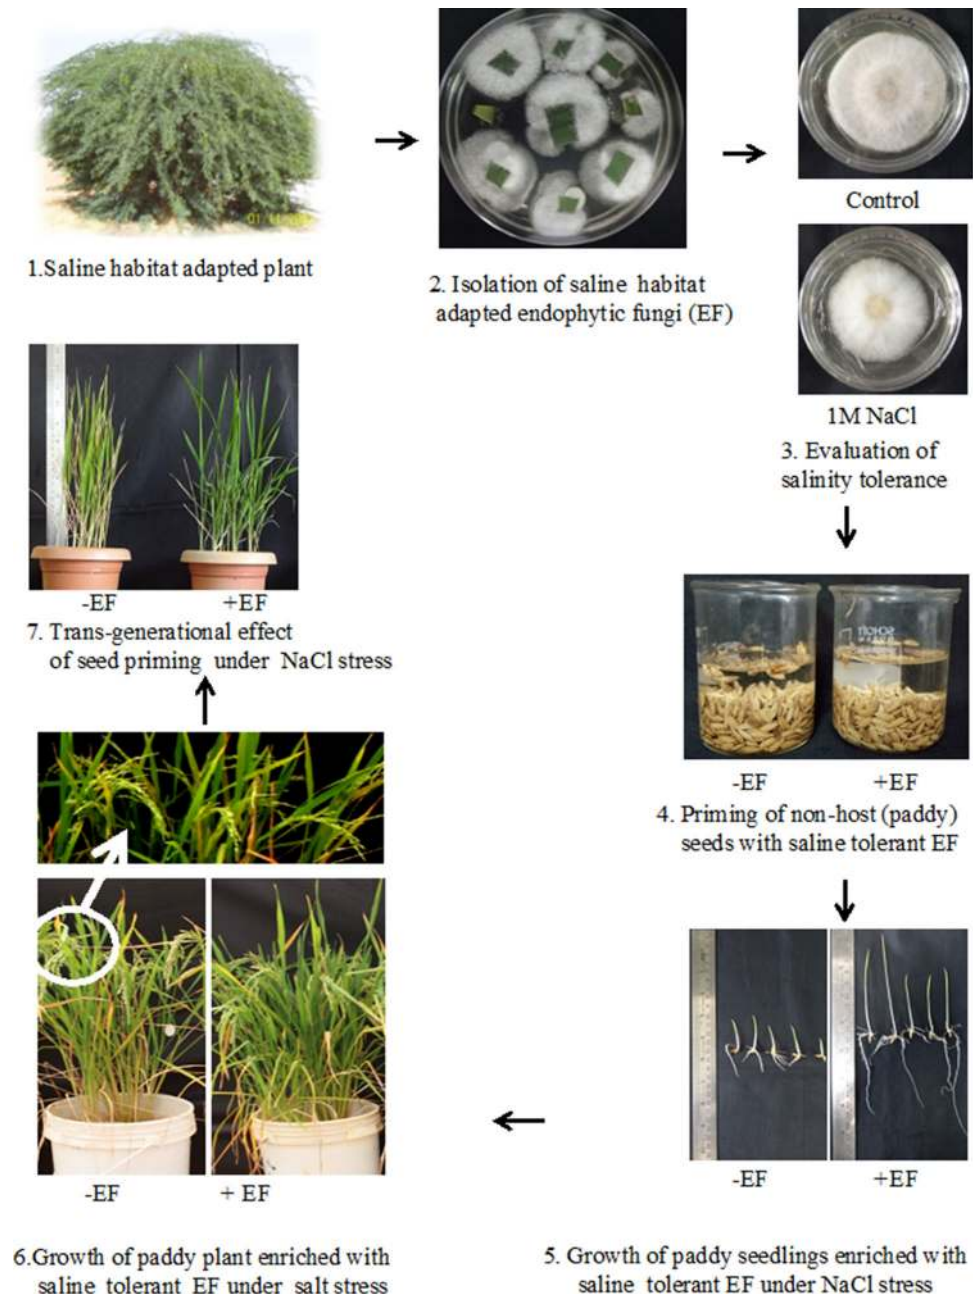 1.Saline habitat adapted plant
2. Isolation of saline habitat
adapted endophytic fungi (EF)
Control
1M NaCl
3. Evaluation of
salinity tolerance
SCHOTT
-EF
+EF
4. Priming of non-host (paddy)
seeds with saline tolerant EF
-EF
+EF
5. Growth of paddy seedlings enriched with
saline tolerant EF under NaCl stress
-EF
+ EF
6.Growth of paddy plant enriched with
saline tolerant EF under salt stress
-EF
+EF
7. Trans-generational effect
of seed priming under NaCl stress